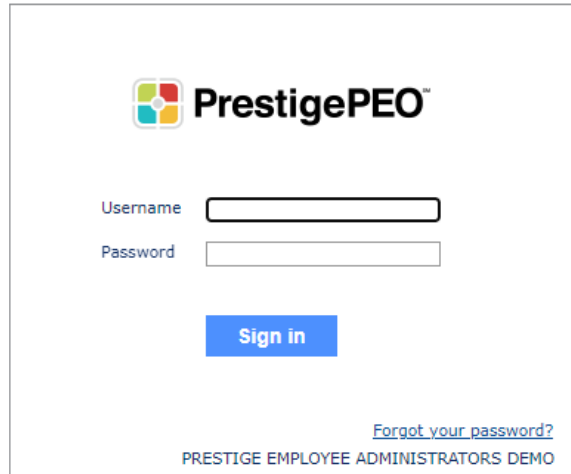 PrestigePEO™
Username
Password
Sign in
Forgot your password?
PRESTIGE EMPLOYEE ADMINISTRATORS DEMO